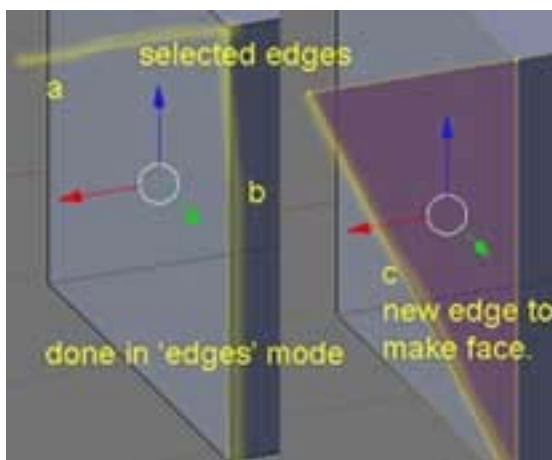 selected edges
a
b
done in 'edges' mode
c
new edge to
make face.